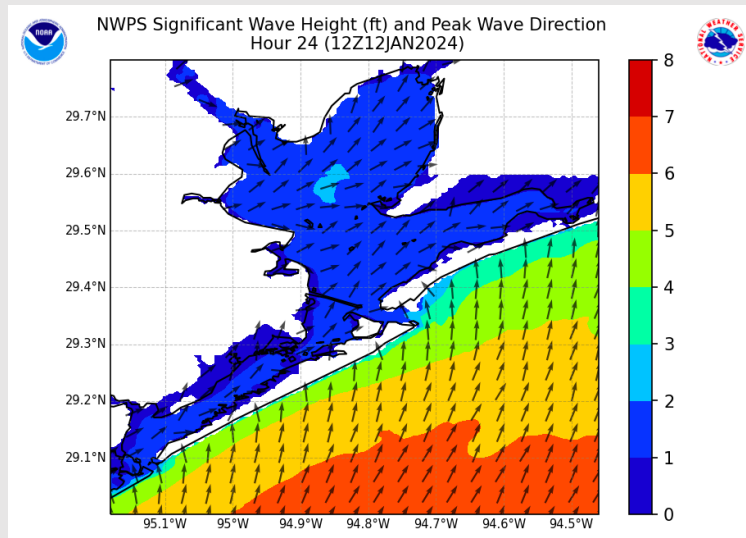 NWPS Significant Wave Height (ft) and Peak Wave Direction
Hour 24 (12Z12JAN2024)
NOAA
8
7
6
5
4
3
2
1
0
29.7°N
29.6°N
29.5°N
29.4°N
29.3°N
29.2°N
29.1°N
95.1°W 95°W 94.9°W 94.8°W 94.7°W 94.6°W 94.5°W